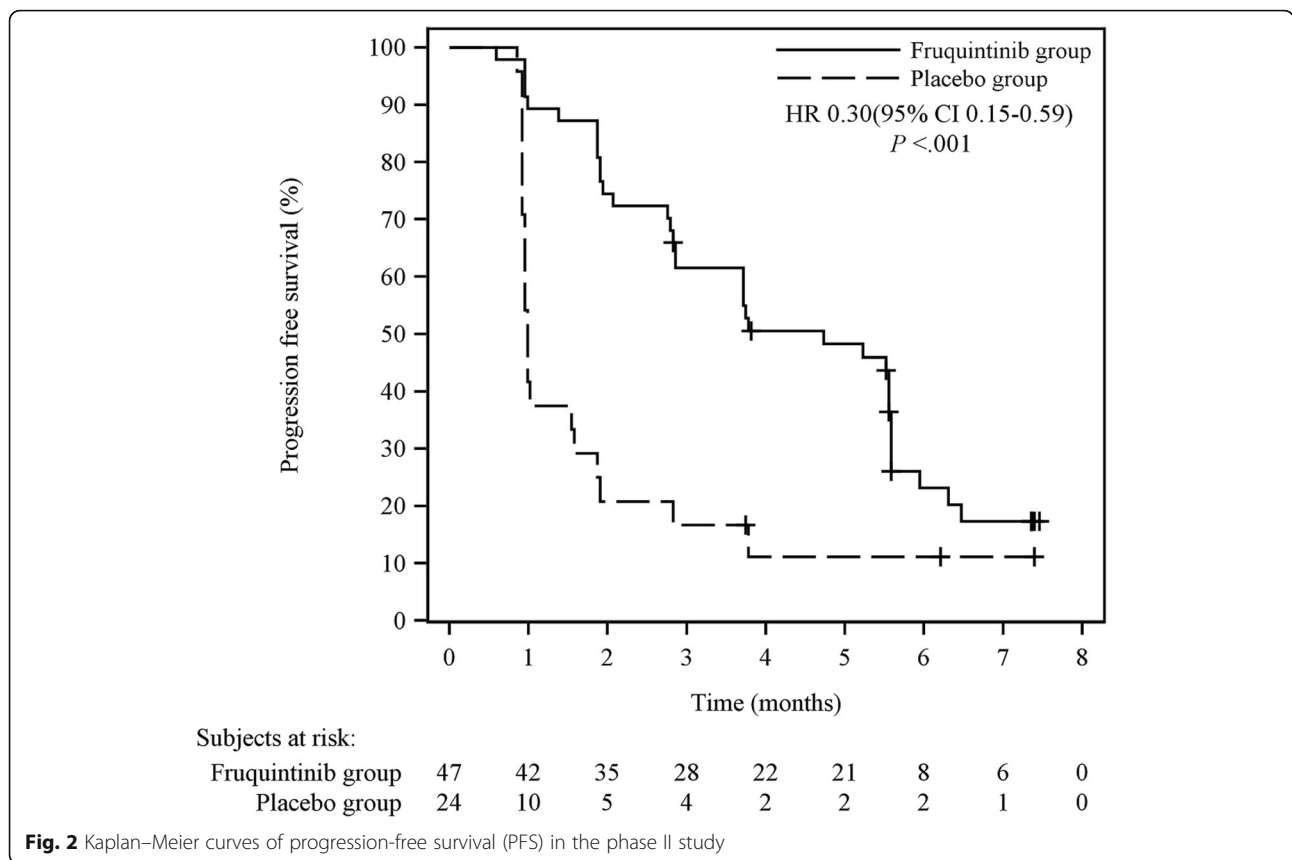 Fruquintinib group
Placebo group
HR 0.30(95% CI 0.15-0.59)
P <.001
Progression free survival (%)
100
90
80
70
60
50
40
30
20
10
0
0 1 2 3 4 5 6 7 8
Time (months)
Subjects at risk:
Fruquintinib group 47 42 35 28 22 21 8 6 0
Placebo group 24 10 5 4 2 2 2 1 0
Fig. 2 Kaplan–Meier curves of progression-free survival (PFS) in the phase II study